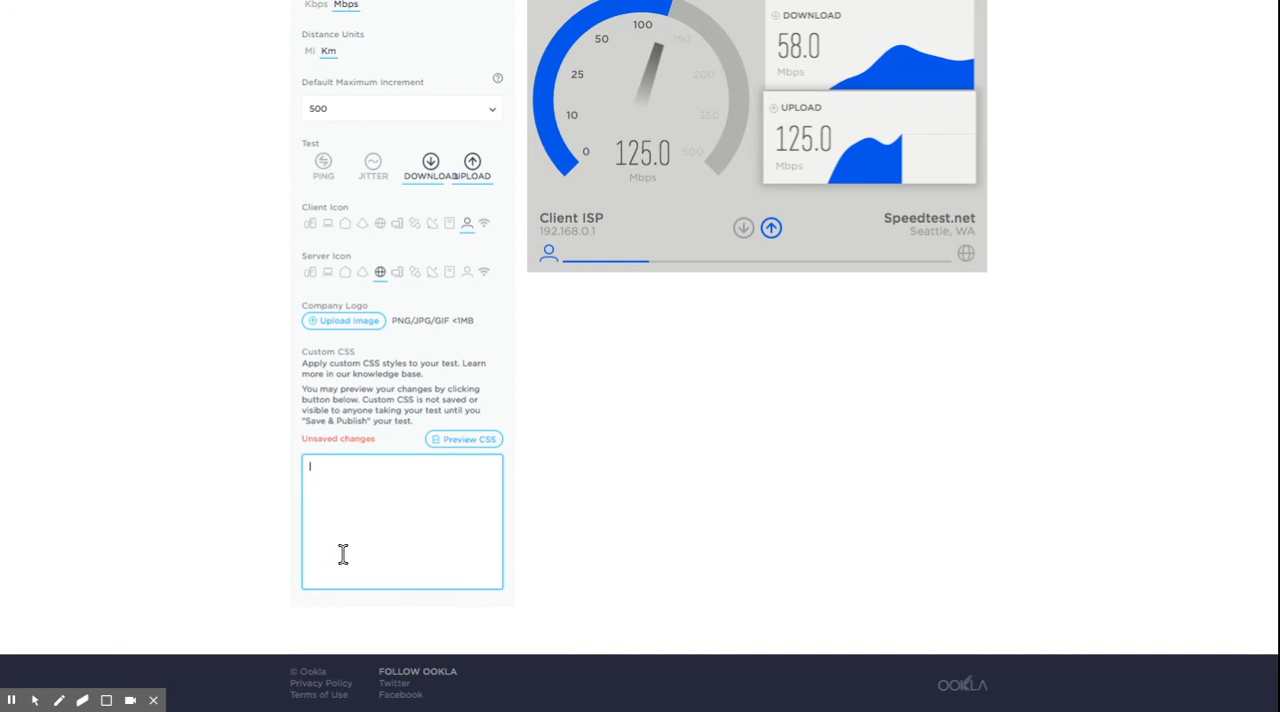 Kbps Mbps
Distance Units
Mi Km
Default Maximum Increment
?
500
Test
PING JITTER DOWNLOAD UPLOAD
Client Icon
Server Icon
Company Logo
Upload Image PNG/JPG/GIF <1MB
Custom CSS
Apply custom CSS styles to your test. Learn
more in our knowledge base.
You may preview your changes by clicking
button below. Custom CSS is not saved or
visible to anyone taking your test until you
"Save & Publish" your test.
Unsaved changes Preview CSS
0
10
25
50
100
150
200
350
500
125.0
Mbps
DOWNLOAD
58.0
Mbps
UPLOAD
125.0
Mbps
Client ISP
192.168.0.1
Speedtest.net
Seattle, WA
© Ookla
Privacy Policy
Terms of Use
FOLLOW OOKLA
Twitter
Facebook
OOKLA